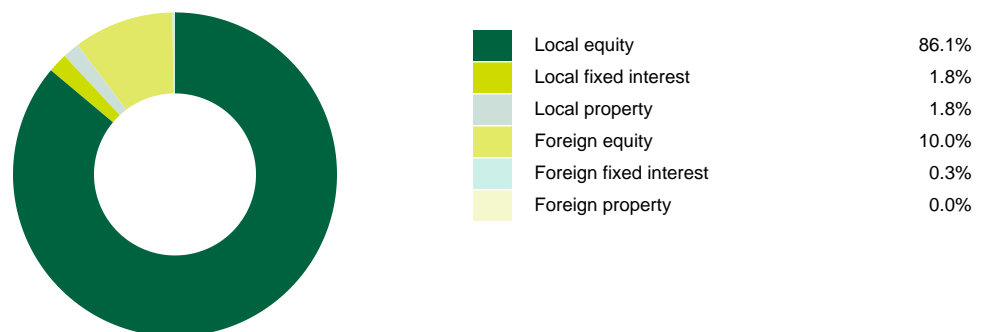 Local equity 86.1%
Local fixed interest 1.8%
Local property 1.8%
Foreign equity 10.0%
Foreign fixed interest 0.3%
Foreign property 0.0%